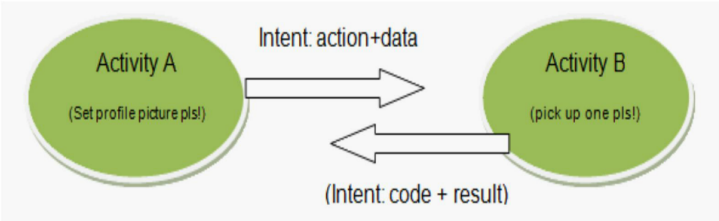 Activity A
(Set profile picture pls!)
Intent: action+data
Activity B
(pick up one pls!)
(Intent: code + result)